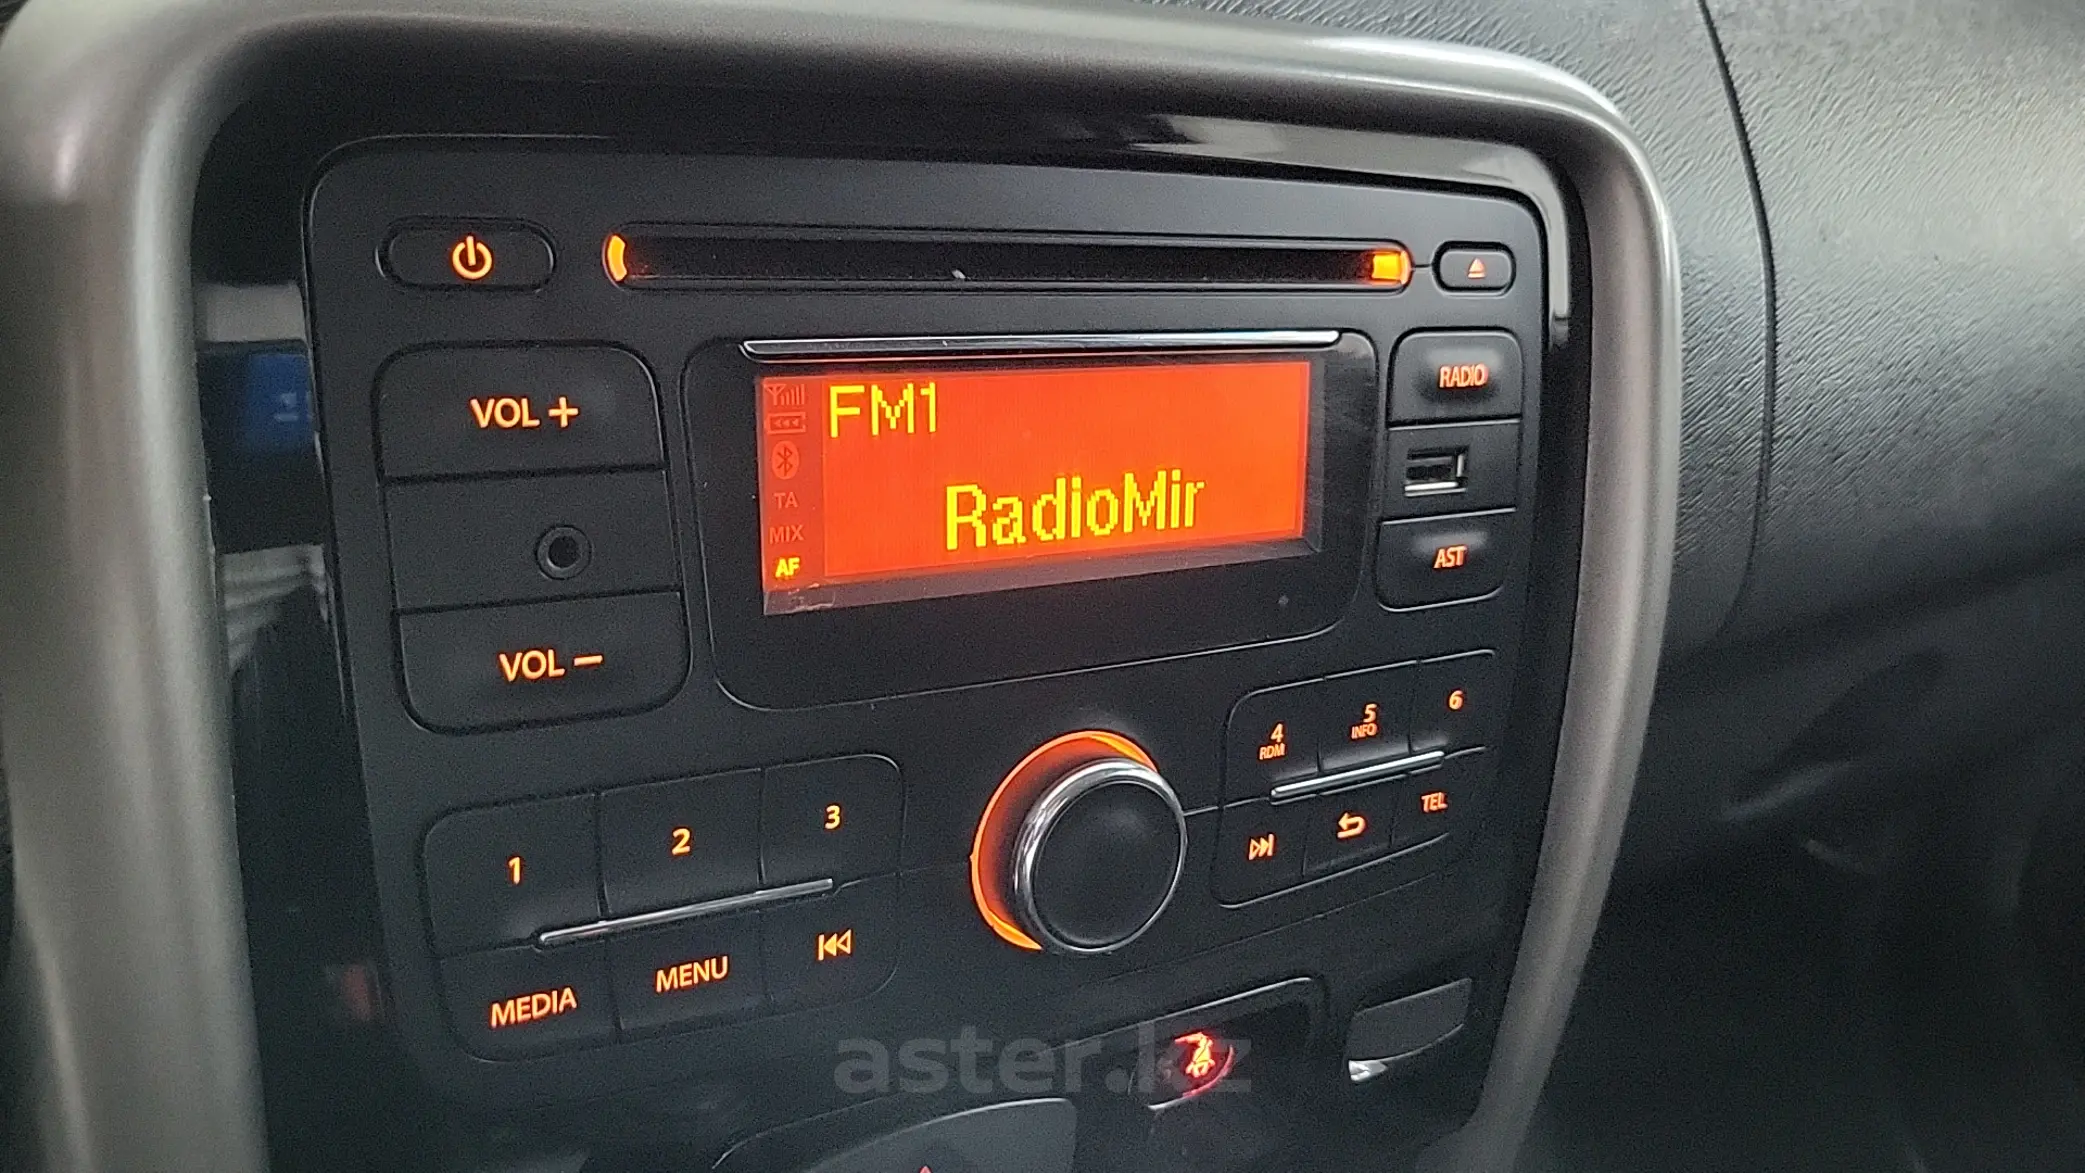 VOL +
VOL −
FM1
RadioMir
TA
MIX
AF
RADIO
AST
1
2
3
MEDIA
MENU
4
RDM
5
INFO
6
TEL
aster.kz